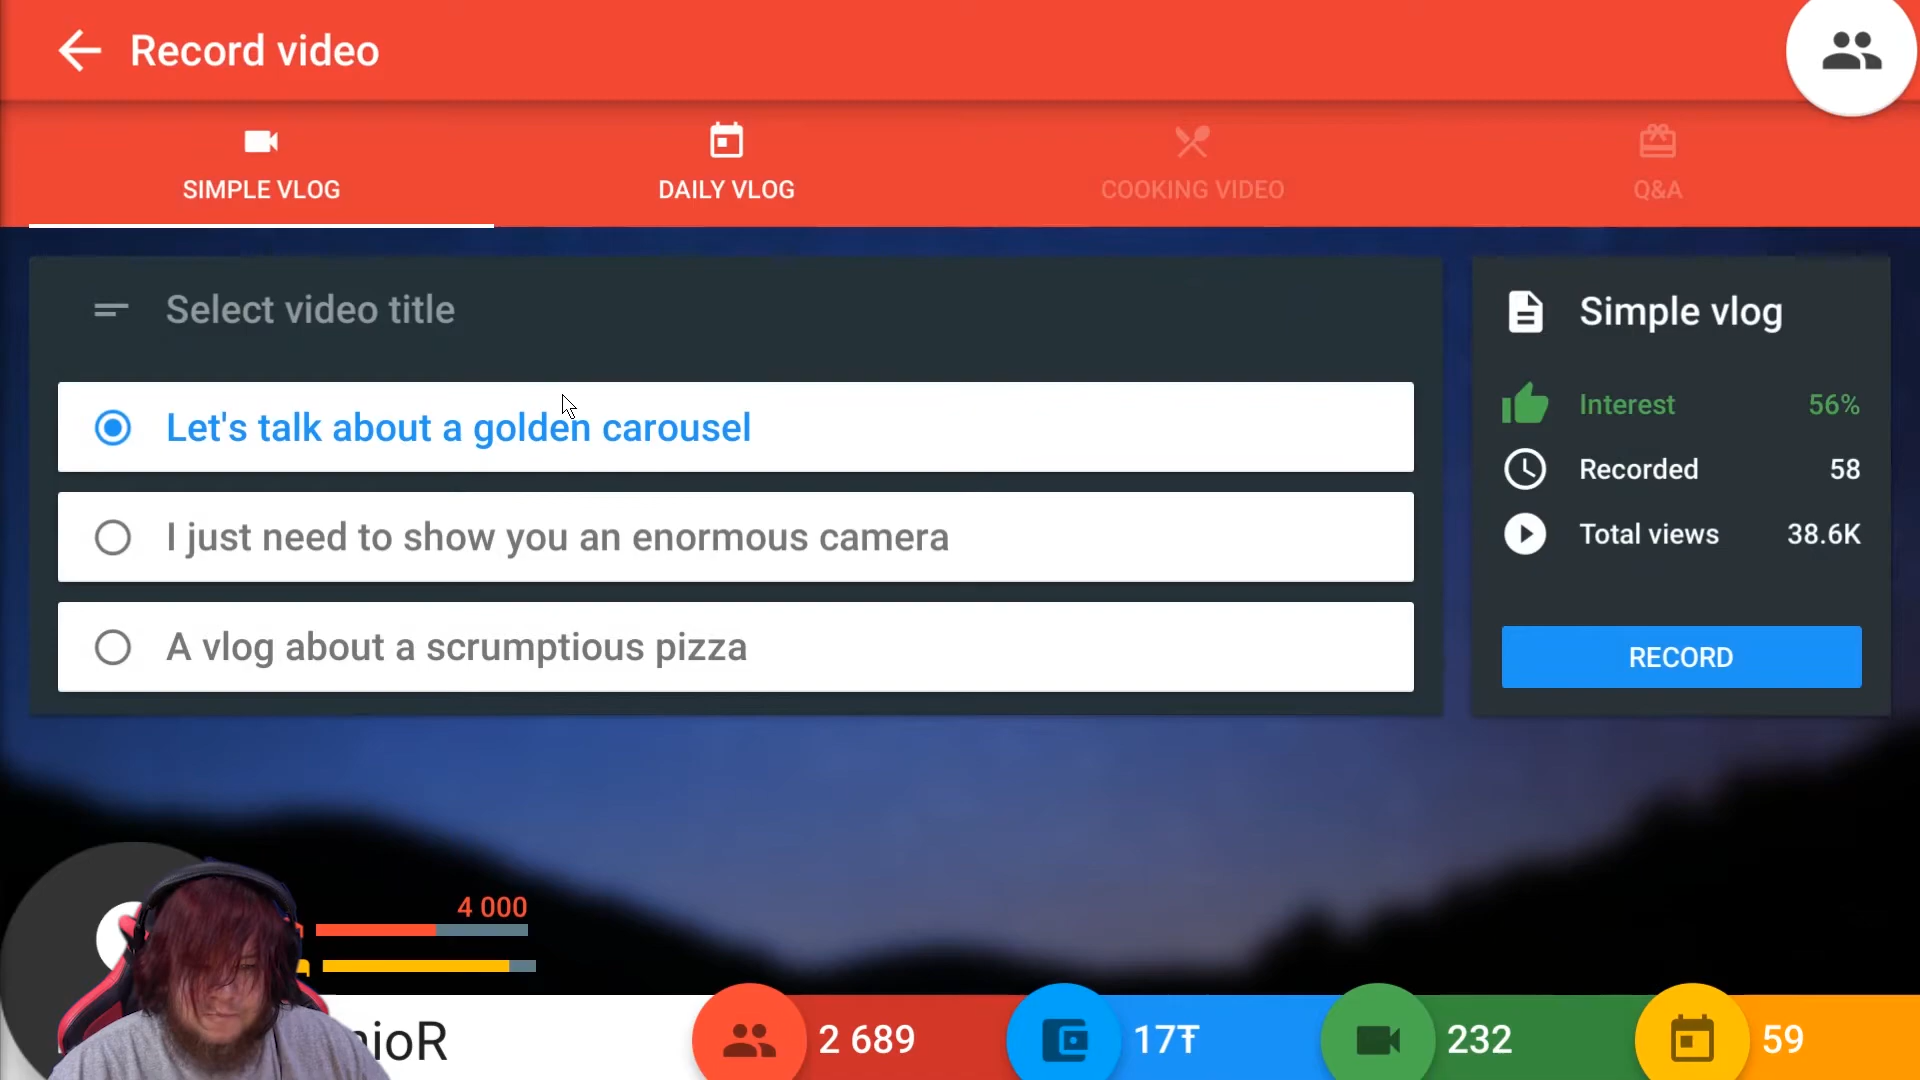 Record video
SIMPLE VLOG
DAILY VLOG
COOKING VIDEO
Q&A
Select video title
Let's talk about a golden carousel
I just need to show you an enormous camera
A vlog about a scrumptious pizza
Simple vlog
Interest 56%
Recorded 58
Total views 38.6K
RECORD
4 000
2 689
17Ŧ
232
59